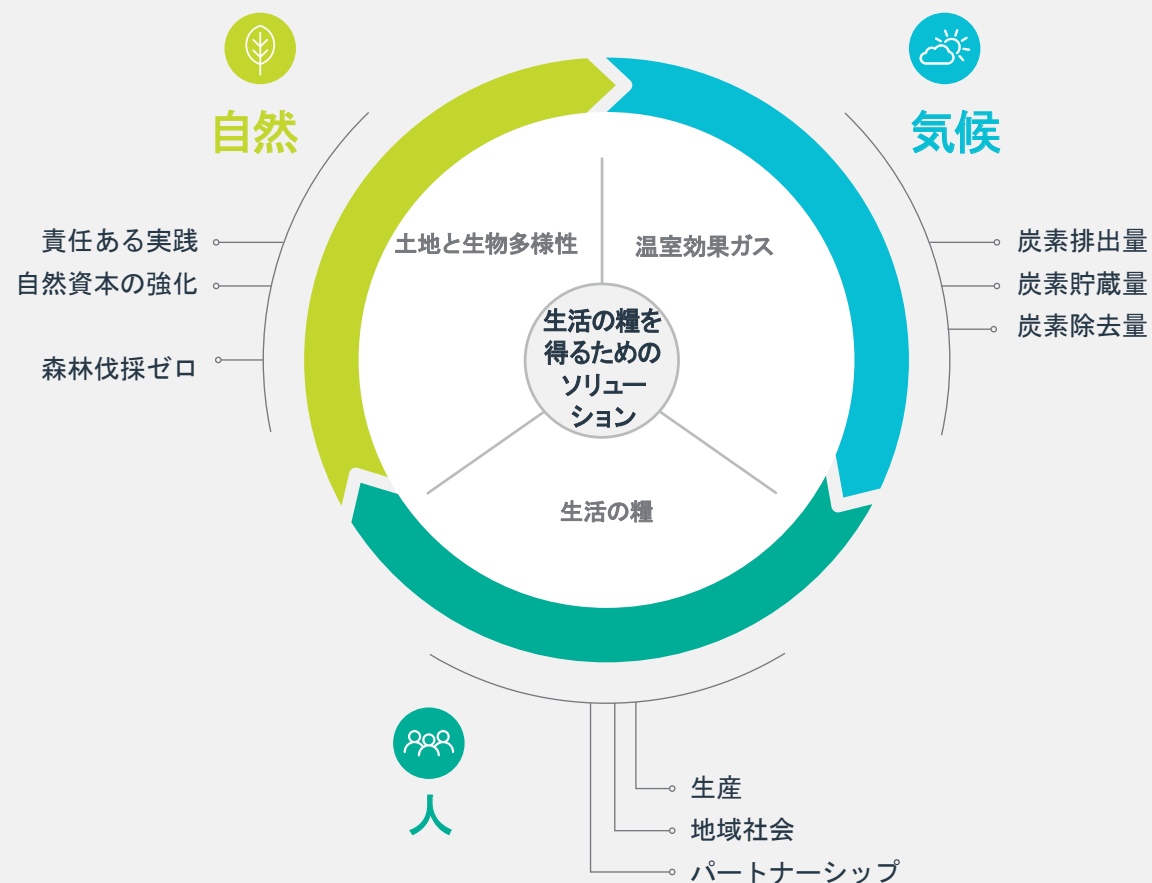 自然
気候
責任ある実践
自然資本の強化
森林伐採ゼロ
土地と生物多様性
温室効果ガス
炭素排出量
炭素貯蔵量
炭素除去量
生活の糧を
得るための
ソリュー
ション
生活の糧
人
生産
地域社会
パートナーシップ